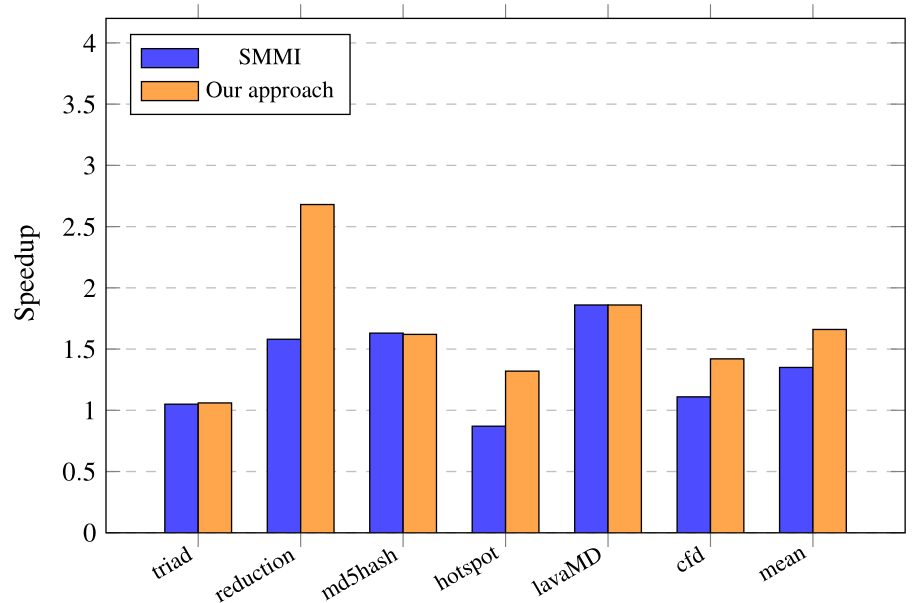 4
3.5
3
2.5
2
1.5
1
0.5
0
Speedup
SMMI
Our approach
triad
reduction
md5hash
hotspot
lavaMD
cfd
mean